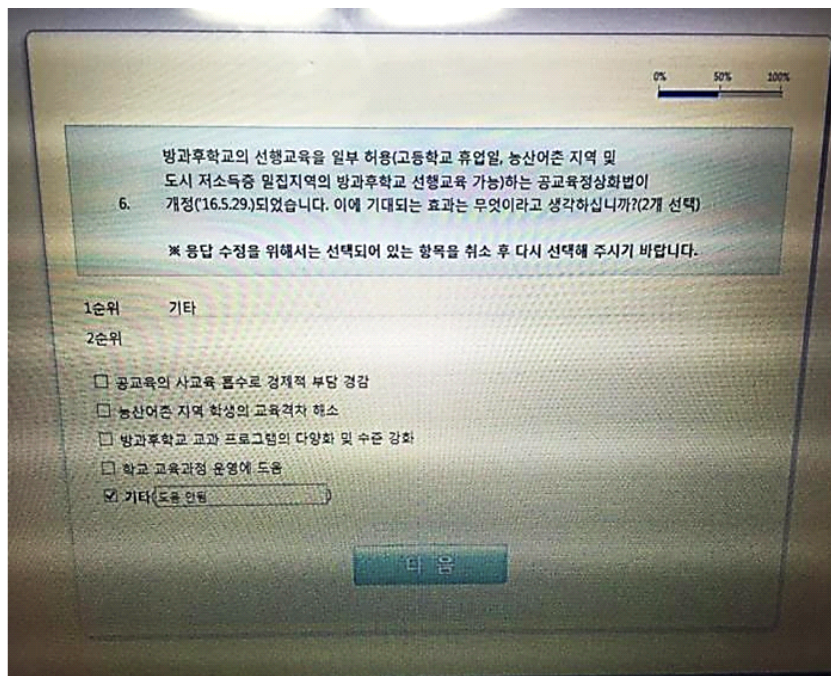 0% 50% 100%
방과후학교의 선행교육을 일부 허용(고등학교 휴업일, 농산어촌 지역 및
도시 저소득층 밀집지역의 방과후학교 선행교육 가능)하는 공교육정상화법이
6. 개정('16.5.29.)되었습니다. 이에 기대되는 효과는 무엇이라고 생각하십니까?(2개 선택)
※ 응답 수정을 위해서는 선택되어 있는 항목을 취소 후 다시 선택해 주시기 바랍니다.
1순위 기타
2순위
공교육의 사교육 흡수로 경제적 부담 경감
농산어촌 지역 학생의 교육격차 해소
방과후학교 교과 프로그램의 다양화 및 수준 강화
학교 교육과정 운영에 도움
기타(도움 안됨)
다 음